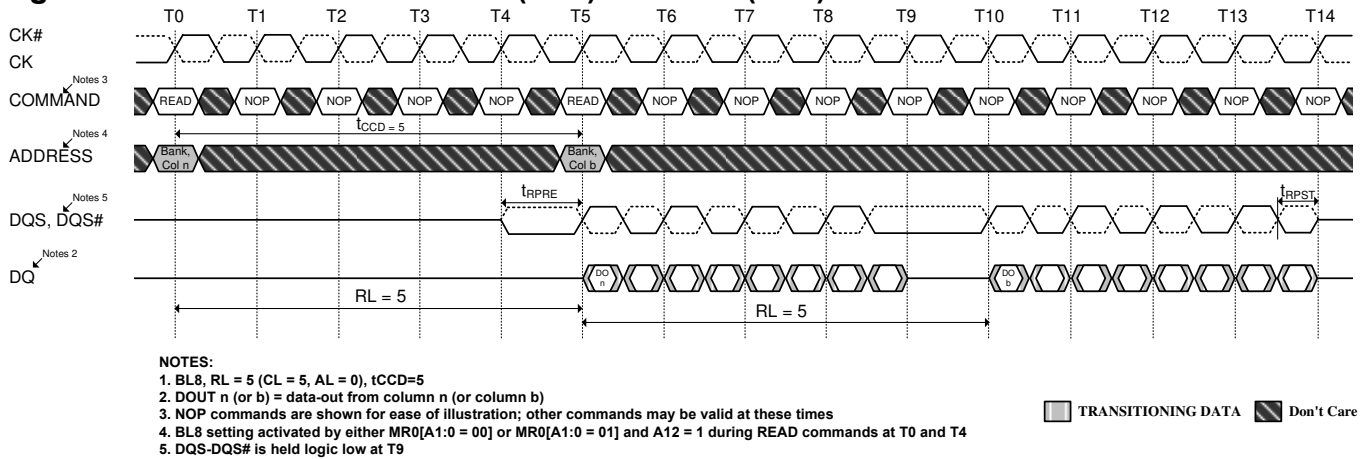 T0 T1 T2 T3 T4 T5 T6 T7 T8 T9 T10 T11 T12 T13 T14
CK#
CK
Notes 3
COMMAND
READ NOP NOP NOP NOP READ NOP NOP NOP NOP NOP NOP NOP NOP NOP
tCCD = 5
Notes 4
ADDRESS
Bank, Col n
Bank, Col b
tRPRE
tRPST
Notes 5
DQS, DQS#
Notes 2
DQ
DO n
DO b
RL = 5
RL = 5
NOTES:
1. BL8, RL = 5 (CL = 5, AL = 0), tCCD=5
2. DOUT n (or b) = data-out from column n (or column b)
3. NOP commands are shown for ease of illustration; other commands may be valid at these times
4. BL8 setting activated by either MR0[A1:0 = 00] or MR0[A1:0 = 01] and A12 = 1 during READ commands at T0 and T4
5. DQS-DQS# is held logic low at T9
TRANSITIONING DATA
Don't Care